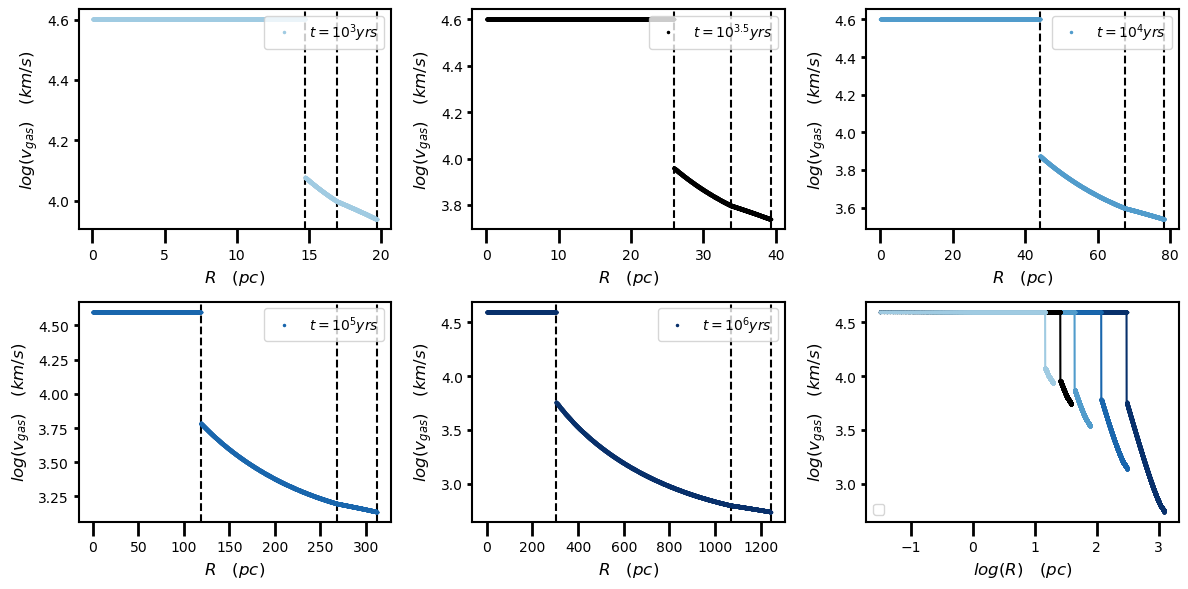 log(v_gas) (km/s)
4.6
4.4
4.2
4.0
t = 10^3 yrs
0 5 10 15 20
R (pc)
log(v_gas) (km/s)
4.6
4.4
4.2
4.0
3.8
t = 10^3.5 yrs
0 10 20 30 40
R (pc)
log(v_gas) (km/s)
4.6
4.4
4.2
4.0
3.8
3.6
t = 10^4 yrs
0 20 40 60 80
R (pc)
log(v_gas) (km/s)
4.50
4.25
4.00
3.75
3.50
3.25
t = 10^5 yrs
0 50 100 150 200 250 300
R (pc)
log(v_gas) (km/s)
4.5
4.0
3.5
3.0
t = 10^6 yrs
0 200 400 600 800 1000 1200
R (pc)
log(v_gas) (km/s)
4.5
4.0
3.5
3.0
−1 0 1 2 3
log(R) (pc)